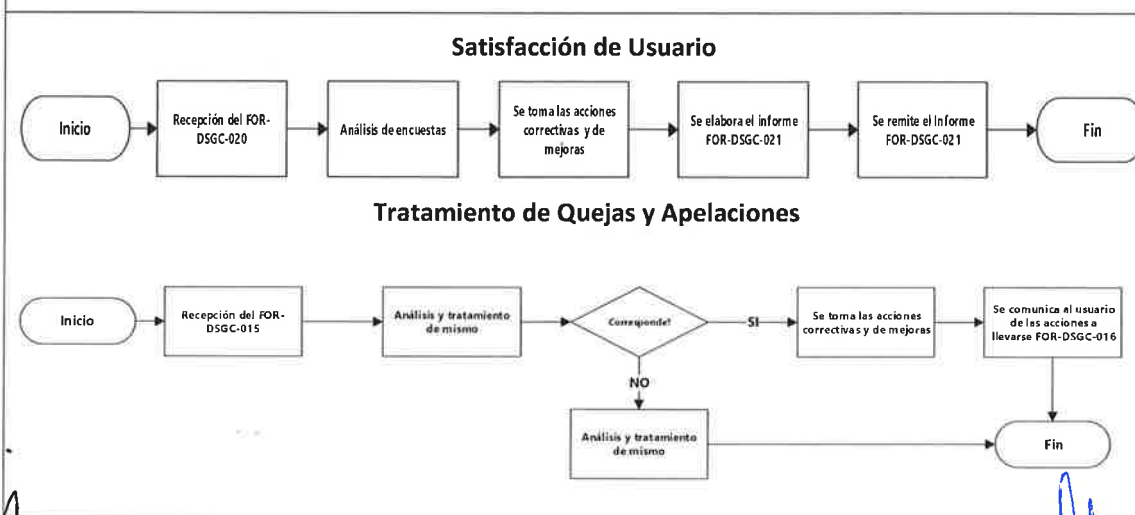 Satisfacción de Usuario
Inicio
Recepción del FOR-
DSGC-020
Análisis de encuestas
Se toma las acciones
correctivas y de
mejoras
Se elabora el informe
FOR-DSGC-021
Se remite el Informe
FOR-DSGC-021
Fin
Tratamiento de Quejas y Apelaciones
Inicio
Recepción del FOR-
DSGC-015
Análisis y tratamiento
de mismo
Corresponde?
SI
Se toma las acciones
correctivas y de mejoras
Se comunica al usuario
de las acciones a
llevarse FOR-DSGC-016
NO
Análisis y tratamiento
de mismo
Fin